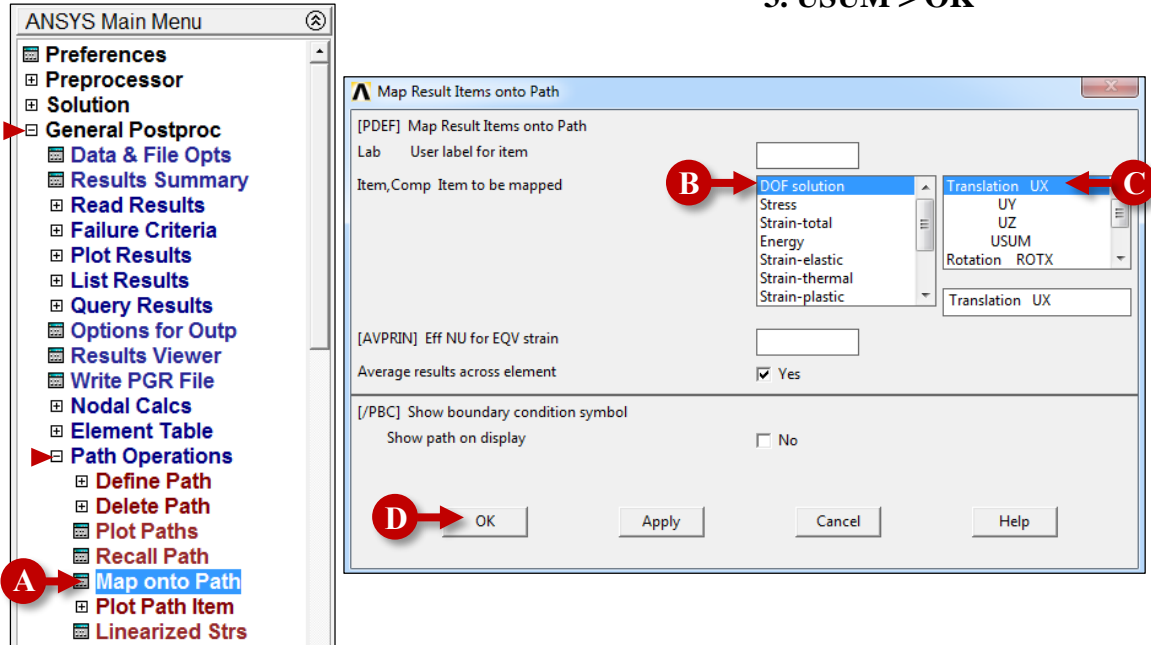 3. USUM > OK
ANSYS Main Menu
Preferences
Preprocessor
Solution
General Postproc
Data & File Opts
Results Summary
Read Results
Failure Criteria
Plot Results
List Results
Query Results
Options for Outp
Results Viewer
Write PGR File
Nodal Calcs
Element Table
Path Operations
Define Path
Delete Path
Plot Paths
Recall Path
A Map onto Path
Plot Path Item
Linearized Strs
Map Result Items onto Path
[PDEF] Map Result Items onto Path
Lab User label for item
Item,Comp Item to be mapped
B
DOF solution
Stress
Strain-total
Energy
Strain-elastic
Strain-thermal
Strain-plastic
Translation UX
C
UY
UZ
USUM
Rotation ROTX
Translation UX
[AVPRIN] Eff NU for EQV strain
Average results across element
Yes
[/PBC] Show boundary condition symbol
Show path on display
No
D
OK
Apply
Cancel
Help